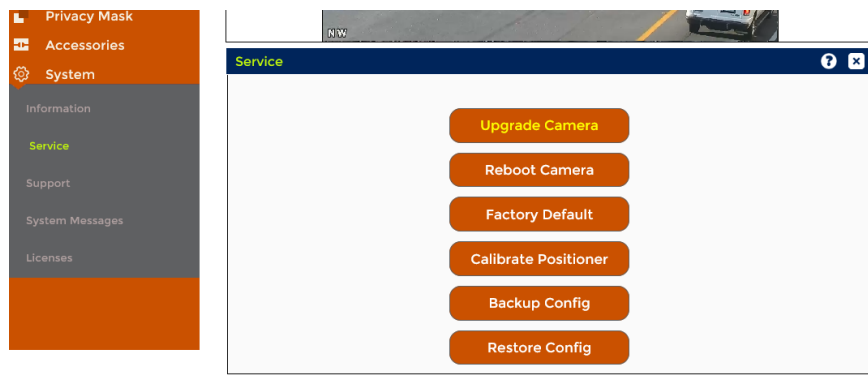 Privacy Mask
Accessories
System
Information
Service
Support
System Messages
Licenses
NW
Service
?
Upgrade Camera
Reboot Camera
Factory Default
Calibrate Positioner
Backup Config
Restore Config